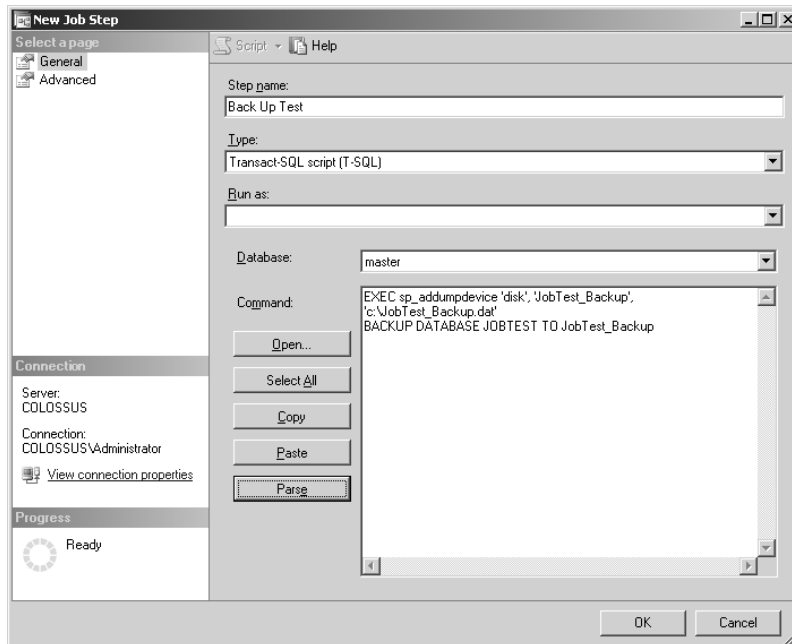 New Job Step
Select a page
General
Advanced
Script
Help
Step name:
Back Up Test
Type:
Transact-SQL script (T-SQL)
Run as:
Database:
master
Command:
EXEC sp_addumpdevice 'disk', 'JobTest_Backup',
'c:\JobTest_Backup.dat'
BACKUP DATABASE JOBTEST TO JobTest_Backup
Open...
Select All
Copy
Paste
Parse
Connection
Server:
COLOSSUS
Connection:
COLOSSUS\Administrator
View connection properties
Progress
Ready
OK
Cancel